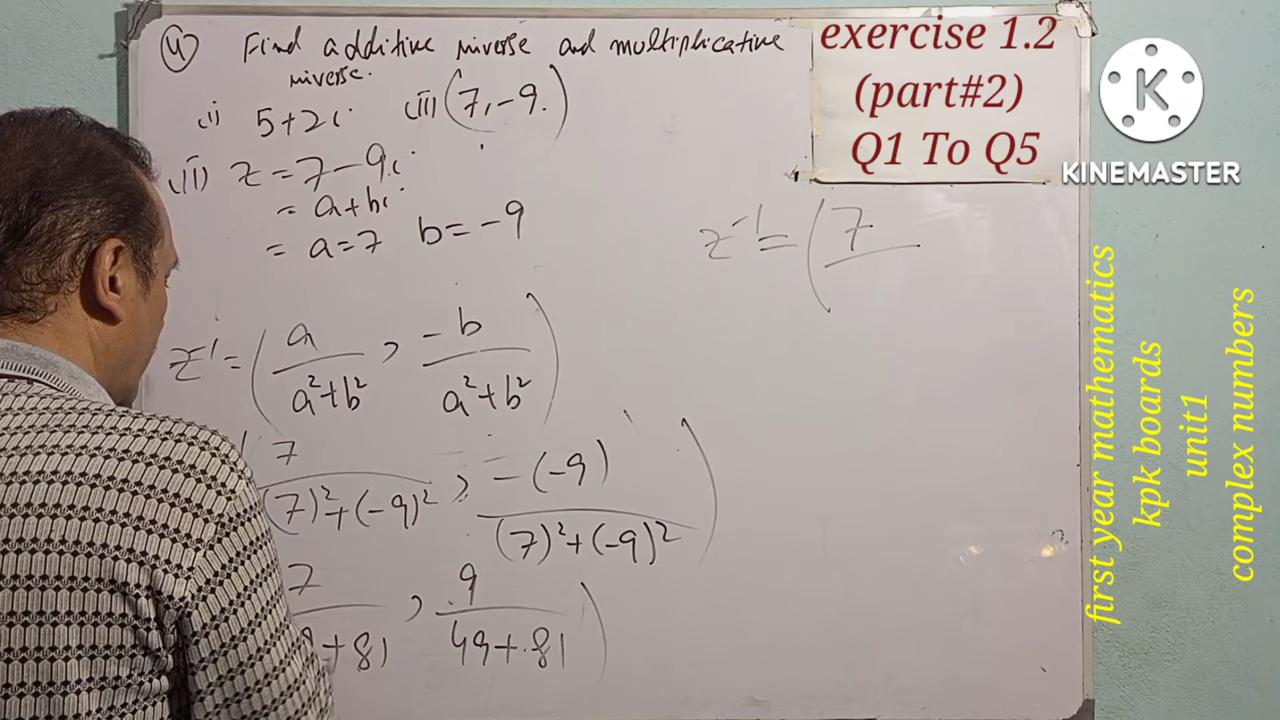 (4) Find additive inverse and multiplicative
inverse.
(i) 5+2i (ii) (7, -9.)
(ii) z = 7-9i
= a+bi
= a=7 b=-9
z⁻¹ = (a/(a²+b²), -b/(a²+b²))
7/((7)²+(-9)²), -(-9)/((7)²+(-9)²))
7/ +81, 9/(49+81))
z⁻¹ = (7
exercise 1.2
(part#2)
Q1 To Q5
K
KINEMASTER
first year mathematics
kpk boards
unit1
complex numbers